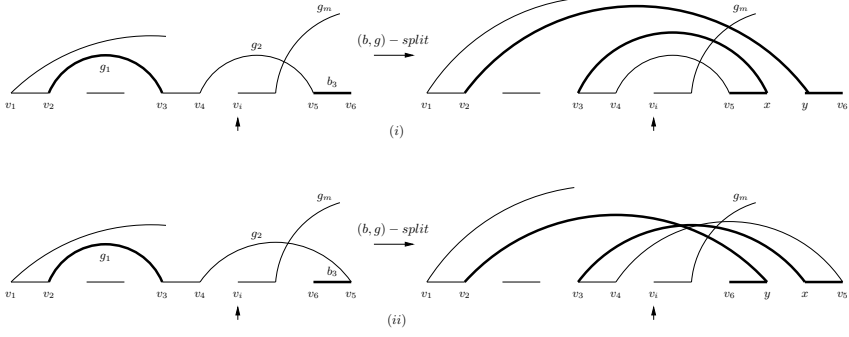 g_m g_m
g_2 (b, g) − split
g_1 b_3
v_1 v_2 v_3 v_4 v_i v_5 v_6 v_1 v_2 v_3 v_4 v_i v_5 x y v_6
(i)
g_m g_m
g_2 (b, g) − split
g_1 b_3
v_1 v_2 v_3 v_4 v_i v_6 v_5 v_1 v_2 v_3 v_4 v_i v_6 y x v_5
(ii)